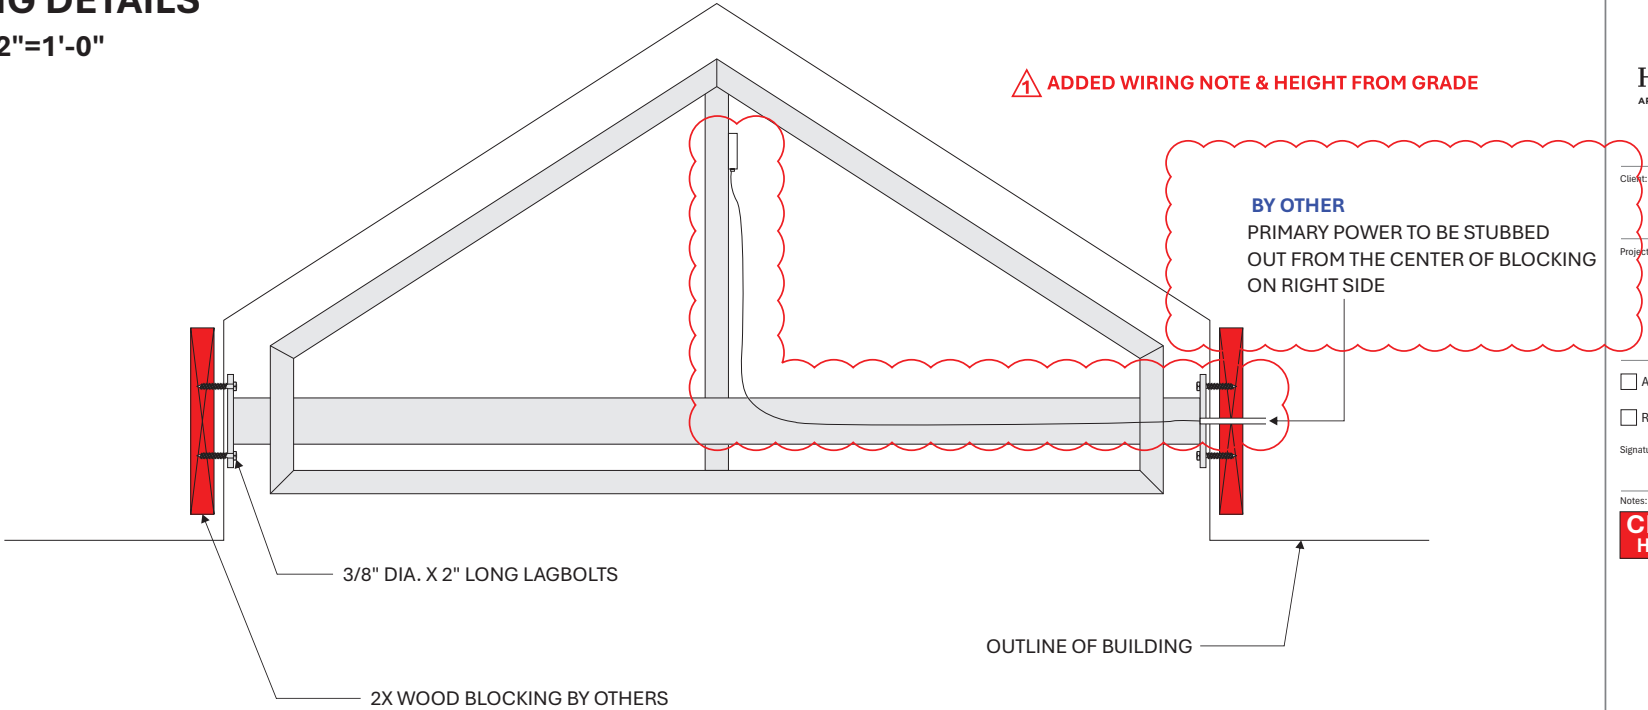 DETAILS
2"=1'-0"
1 ADDED WIRING NOTE & HEIGHT FROM GRADE
BY OTHER
PRIMARY POWER TO BE STUBBED
OUT FROM THE CENTER OF BLOCKING
ON RIGHT SIDE
3/8" DIA. X 2" LONG LAGBOLTS
OUTLINE OF BUILDING
2X WOOD BLOCKING BY OTHERS
Client:
Project
Notes: